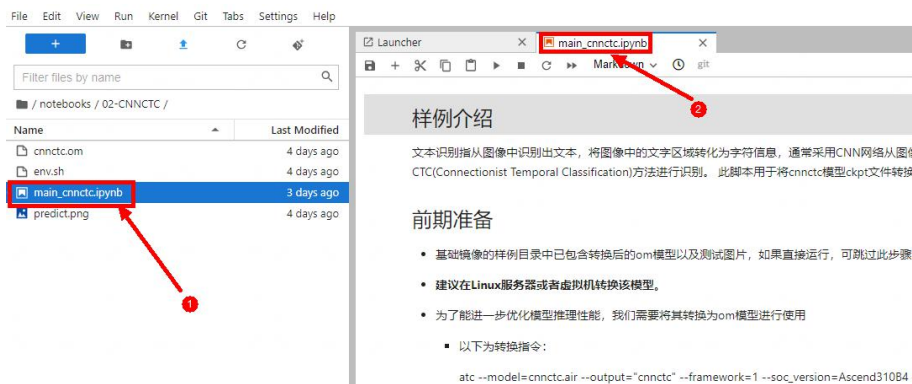 File Edit View Run Kernel Git Tabs Settings Help
Filter files by name
/ notebooks / 02-CNNCTC /
Name Last Modified
cnnctc.om 4 days ago
env.sh 4 days ago
main_cnnctc.ipynb 3 days ago
predict.png 4 days ago
1
Launcher main_cnnctc.ipynb
Markdown git
2
样例介绍
文本识别指从图像中识别出文本，将图像中的文字区域转化为字符信息，通常采用CNN网络从图像
CTC(Connectionist Temporal Classification)方法进行识别。 此脚本用于将cnnctc模型ckpt文件转换
前期准备
• 基础镜像的样例目录中已包含转换后的om模型以及测试图片，如果直接运行，可跳过此步骤
• 建议在Linux服务器或者虚拟机转换该模型。
• 为了能进一步优化模型推理性能，我们需要将其转换为om模型进行使用
▪ 以下为转换指令：
atc --model=cnnctc.air --output="cnnctc" --framework=1 --soc_version=Ascend310B4